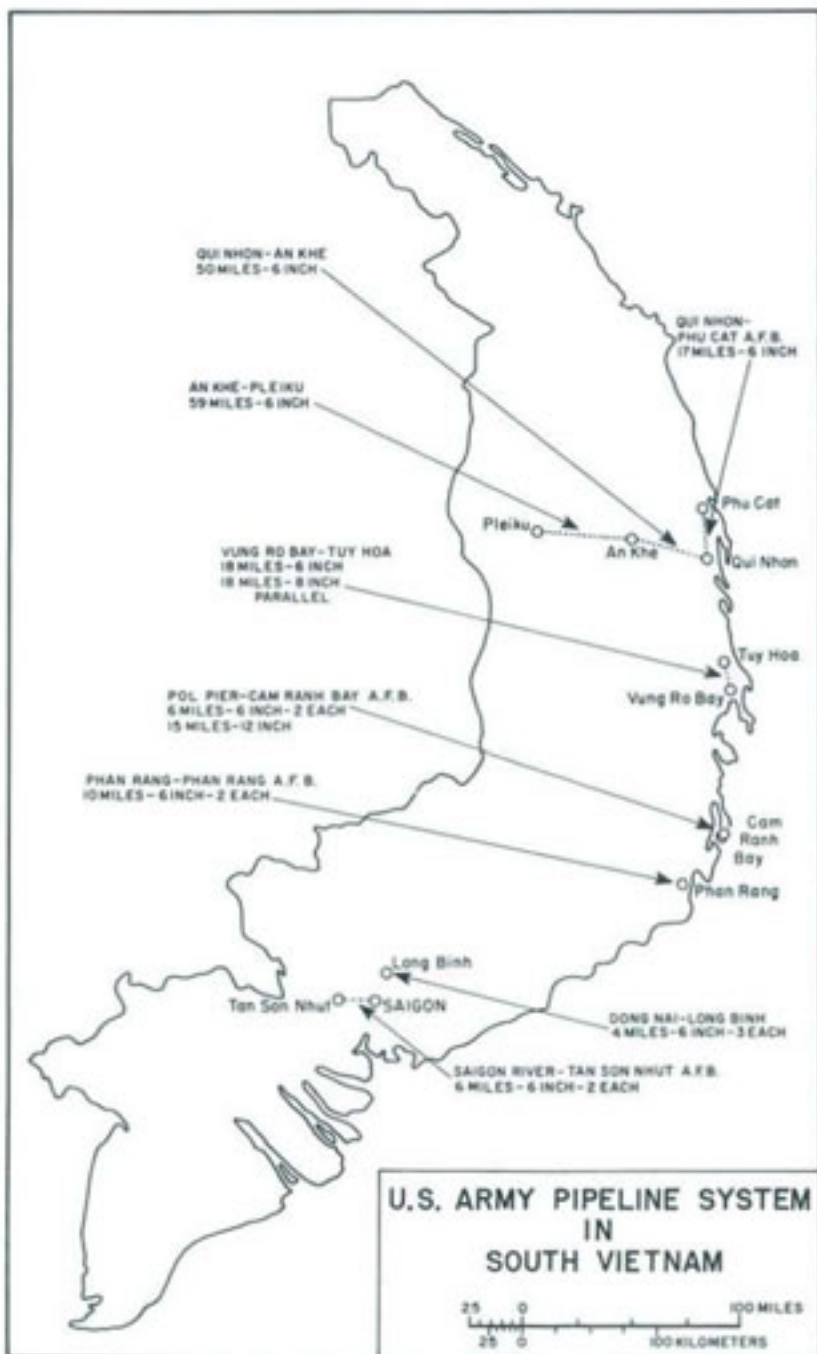 QUI NHON-AN KHE
50 MILES-6 INCH
QUI NHON-
PHU CAT A.F.B.
17 MILES-6 INCH
AN KHE-PLEIKU
59 MILES-6 INCH
Phu Cat
Pleiku
An Khe
Qui Nhon
VUNG RO BAY-TUY HOA
18 MILES-6 INCH
18 MILES-8 INCH
PARALLEL
Tuy Hoa
Vung Ro Bay
POL PIER-CAM RANH BAY A.F.B.
6 MILES-6 INCH-2 EACH
15 MILES-12 INCH
PHAN RANG-PHAN RANG A.F.B.
10 MILES-6 INCH-2 EACH
Cam
Ranh
Bay
Phan Rang
Long Binh
Tan Son Nhut
SAIGON
DONG NAI-LONG BINH
4 MILES-6 INCH-3 EACH
SAIGON RIVER-TAN SON NHUT A.F.B.
6 MILES-6 INCH-2 EACH
U.S. ARMY PIPELINE SYSTEM
IN
SOUTH VIETNAM
25 0 100 MILES
25 0 100 KILOMETERS